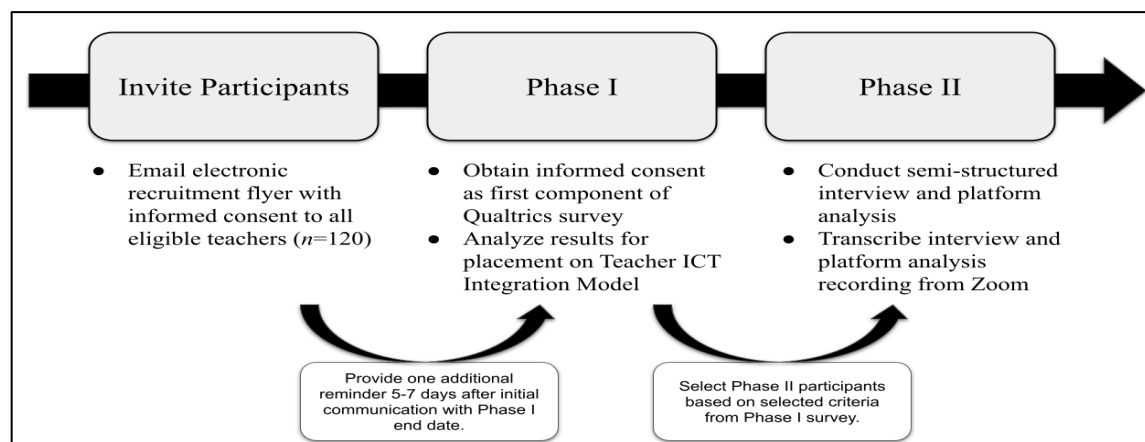 Invite Participants
Phase I
Phase II
● Email electronic
recruitment flyer with
informed consent to all
eligible teachers (n=120)
● Obtain informed consent
as first component of
Qualtrics survey
● Analyze results for
placement on Teacher ICT
Integration Model
● Conduct semi-structured
interview and platform
analysis
● Transcribe interview and
platform analysis
recording from Zoom
Provide one additional
reminder 5-7 days after initial
communication with Phase I
end date.
Select Phase II participants
based on selected criteria
from Phase I survey.